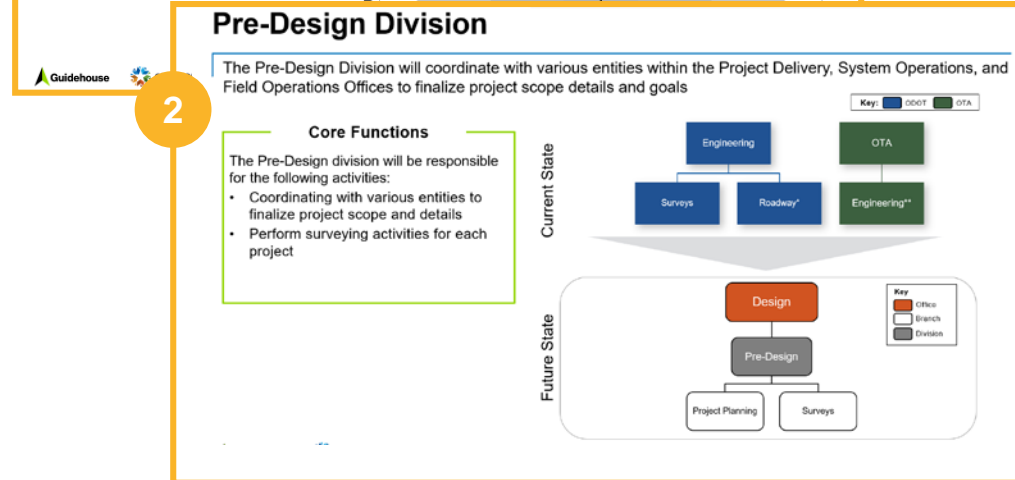 Pre-Design Division
Guidehouse
2
The Pre-Design Division will coordinate with various entities within the Project Delivery, System Operations, and
Field Operations Offices to finalize project scope details and goals
Key: ODOT OTA
Core Functions
The Pre-Design division will be responsible
for the following activities:
• Coordinating with various entities to
finalize project scope and details
• Perform surveying activities for each
project
Current State
Engineering
OTA
Surveys
Roadway*
Engineering**
Future State
Design
Pre-Design
Project Planning
Surveys
Key
Office
Branch
Division